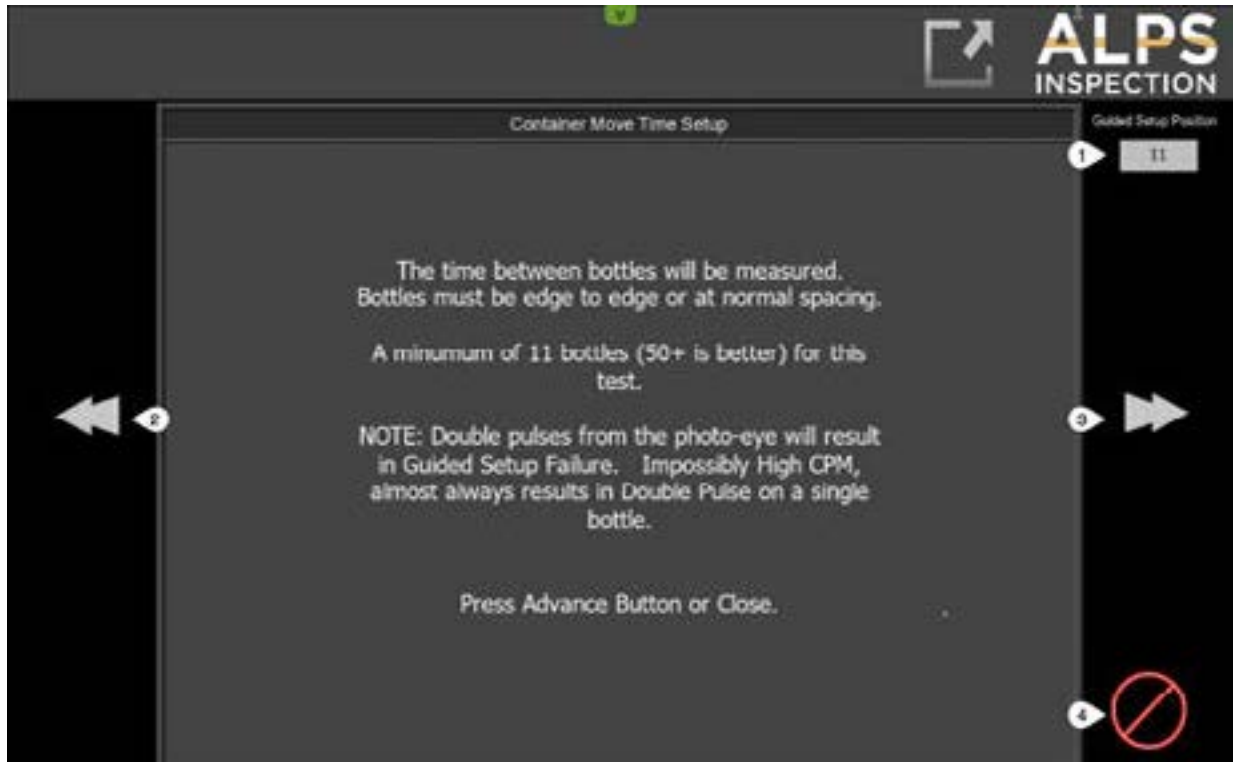 ALPS
INSPECTION
Container Move Time Setup
Guided Setup Position
1
11
The time between bottles will be measured.
Bottles must be edge to edge or at normal spacing.
A minumum of 11 bottles (50+ is better) for this
test.
2
3
NOTE: Double pulses from the photo-eye will result
in Guided Setup Failure. Impossibly High CPM,
almost always results in Double Pulse on a single
bottle.
Press Advance Button or Close.
4